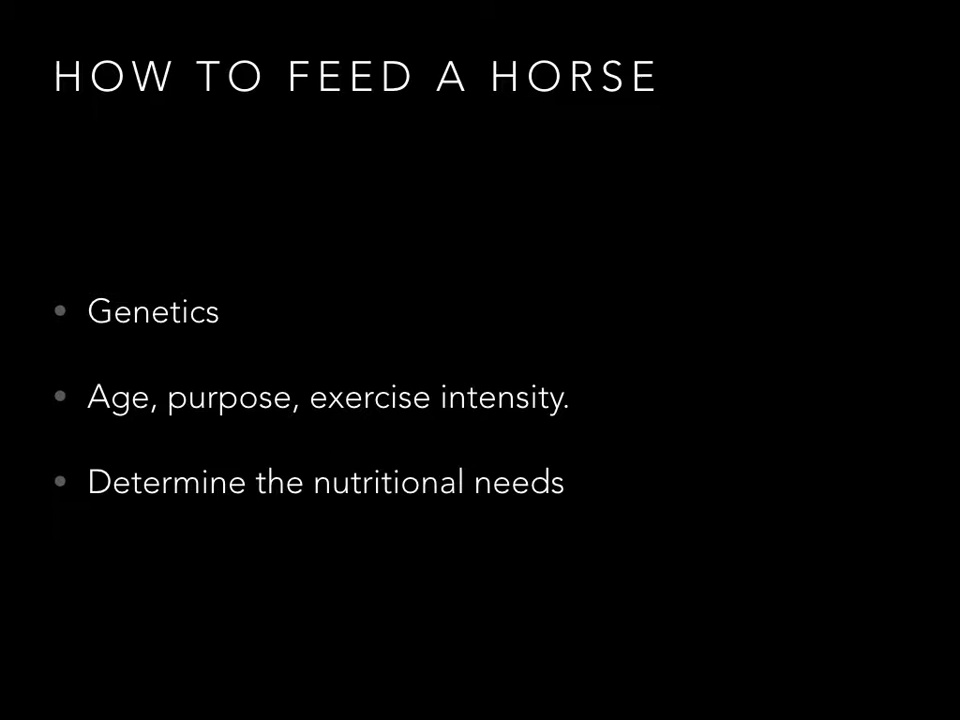 HOW TO FEED A HORSE
• Genetics
• Age, purpose, exercise intensity.
• Determine the nutritional needs